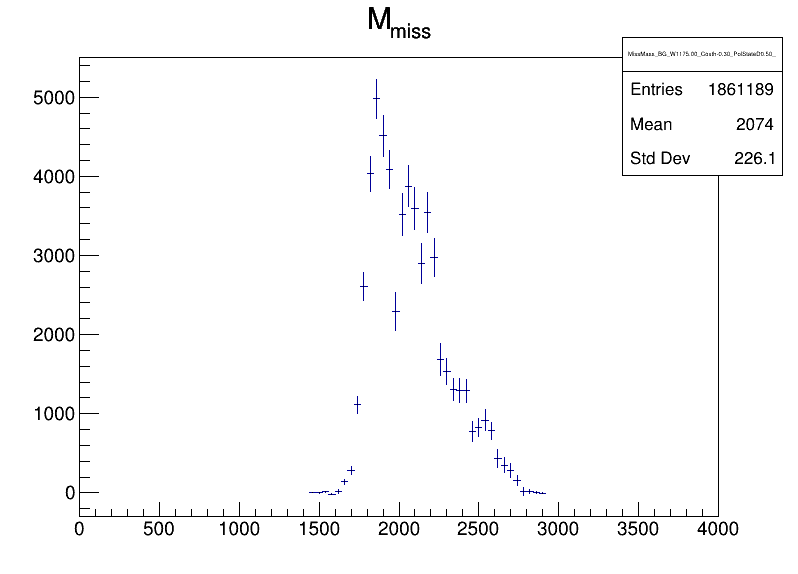 M_miss
MissMass_BG_W1175.00_Costh-0.30_PolStateD0.50_
Entries 1861189
Mean 2074
Std Dev 226.1
5000
4000
3000
2000
1000
0
0 500 1000 1500 2000 2500 3000 3500 4000